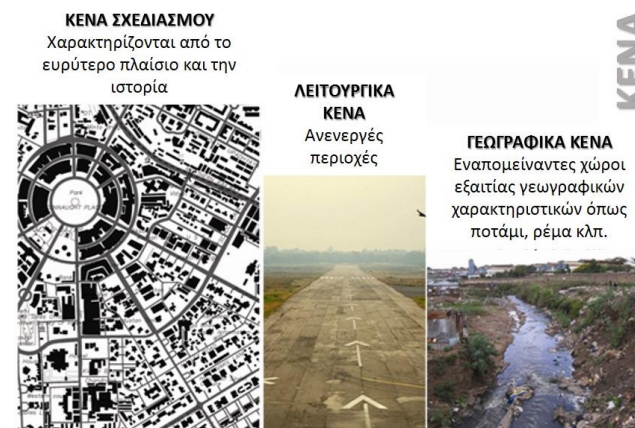 ΚΕΝΑ ΣΧΕΔΙΑΣΜΟΥ
Χαρακτηρίζονται από το
ευρύτερο πλαίσιο και την
ιστορία
ΛΕΙΤΟΥΡΓΙΚΑ
ΚΕΝΑ
Ανενεργές
περιοχές
ΓΕΩΓΡΑΦΙΚΑ ΚΕΝΑ
Εναπομείναντες χώροι
εξαιτίας γεωγραφικών
χαρακτηριστικών όπως
ποτάμι, ρέμα κλπ.
ΚΕΝΑ
Park